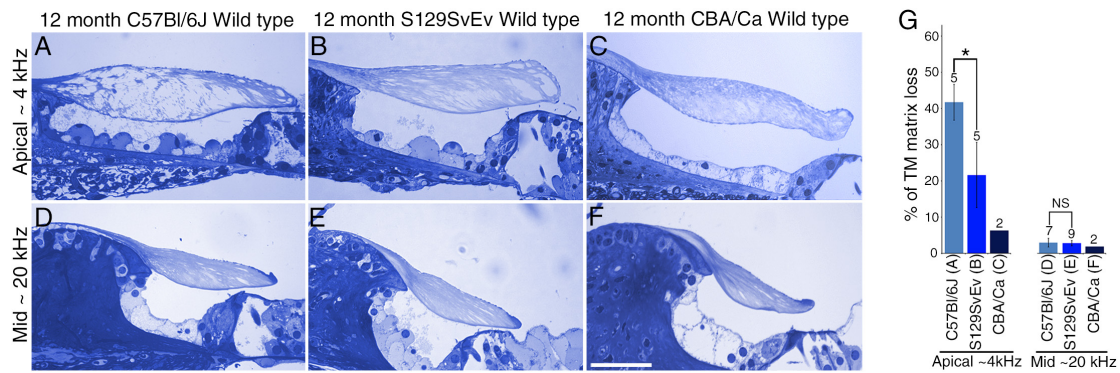 12 month C57Bl/6J Wild type
12 month S129SvEv Wild type
12 month CBA/Ca Wild type
Apical ~ 4 kHz
A
B
C
Mid ~ 20 kHz
D
E
F
G
% of TM matrix loss
60
50
40
30
20
10
0
*
5
5
2
NS
7
9
2
C57Bl/6J (A)
S129SvEv (B)
CBA/Ca (C)
C57Bl/6J (D)
S129SvEv (E)
CBA/Ca (F)
Apical ~4kHz
Mid ~20 kHz